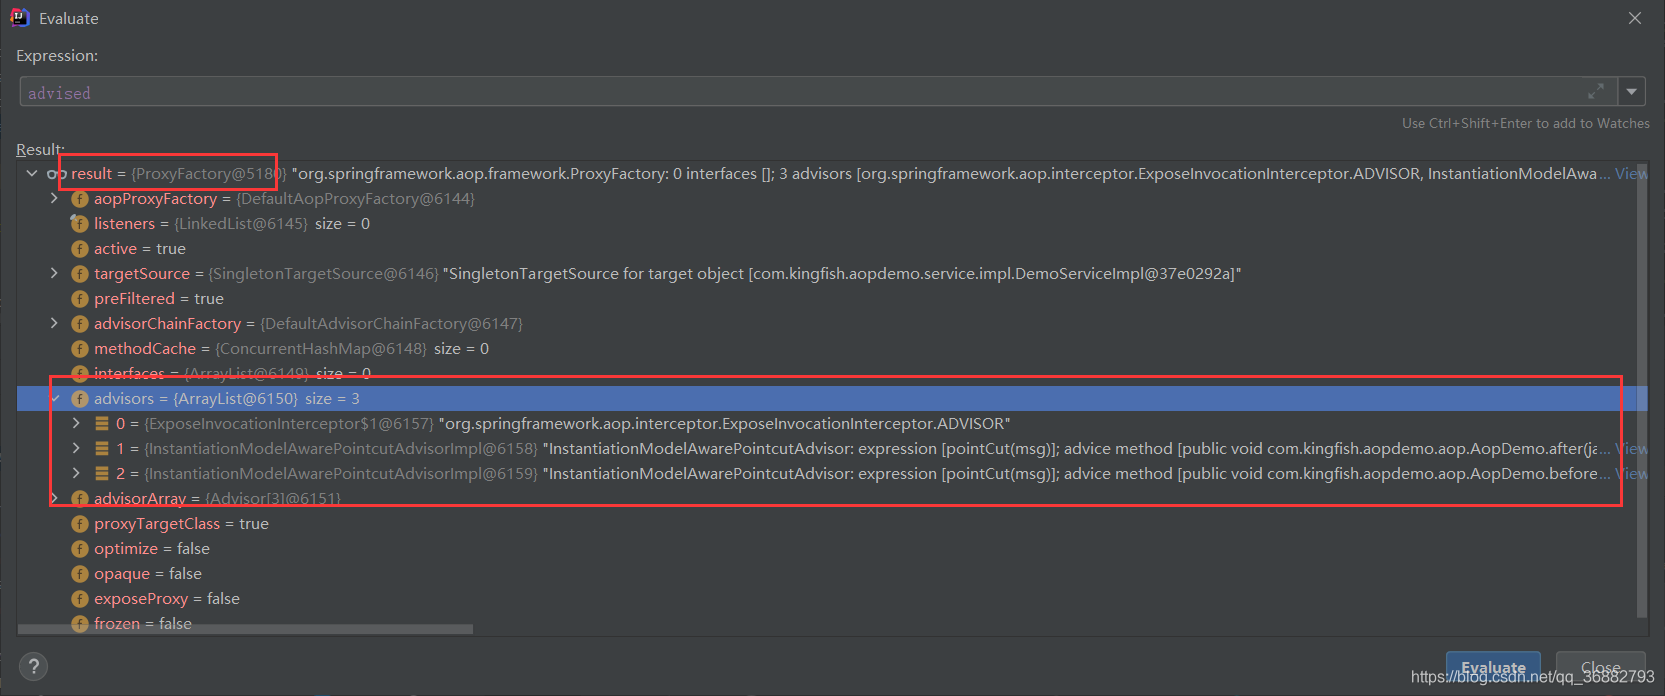 Evaluate
Expression:
advised
Use Ctrl+Shift+Enter to add to Watches
Result:
result = {ProxyFactory@5180} "org.springframework.aop.framework.ProxyFactory: 0 interfaces []; 3 advisors [org.springframework.aop.interceptor.ExposeInvocationInterceptor.ADVISOR, InstantiationModelAwa... View
aopProxyFactory = {DefaultAopProxyFactory@6144}
listeners = {LinkedList@6145} size = 0
active = true
targetSource = {SingletonTargetSource@6146} "SingletonTargetSource for target object [com.kingfish.aopdemo.service.impl.DemoServiceImpl@37e0292a]"
preFiltered = true
advisorChainFactory = {DefaultAdvisorChainFactory@6147}
methodCache = {ConcurrentHashMap@6148} size = 0
interfaces = {ArrayList@6149} size = 0
advisors = {ArrayList@6150} size = 3
0 = {ExposeInvocationInterceptor$1@6157} "org.springframework.aop.interceptor.ExposeInvocationInterceptor.ADVISOR"
1 = {InstantiationModelAwarePointcutAdvisorImpl@6158} "InstantiationModelAwarePointcutAdvisor: expression [pointCut(msg)]; advice method [public void com.kingfish.aopdemo.aop.AopDemo.after(ja... View
2 = {InstantiationModelAwarePointcutAdvisorImpl@6159} "InstantiationModelAwarePointcutAdvisor: expression [pointCut(msg)]; advice method [public void com.kingfish.aopdemo.aop.AopDemo.before... View
advisorArray = {Advisor[3]@6151}
proxyTargetClass = true
optimize = false
opaque = false
exposeProxy = false
frozen = false
?
Evaluate
Close
https://blog.csdn.net/qq_36882793